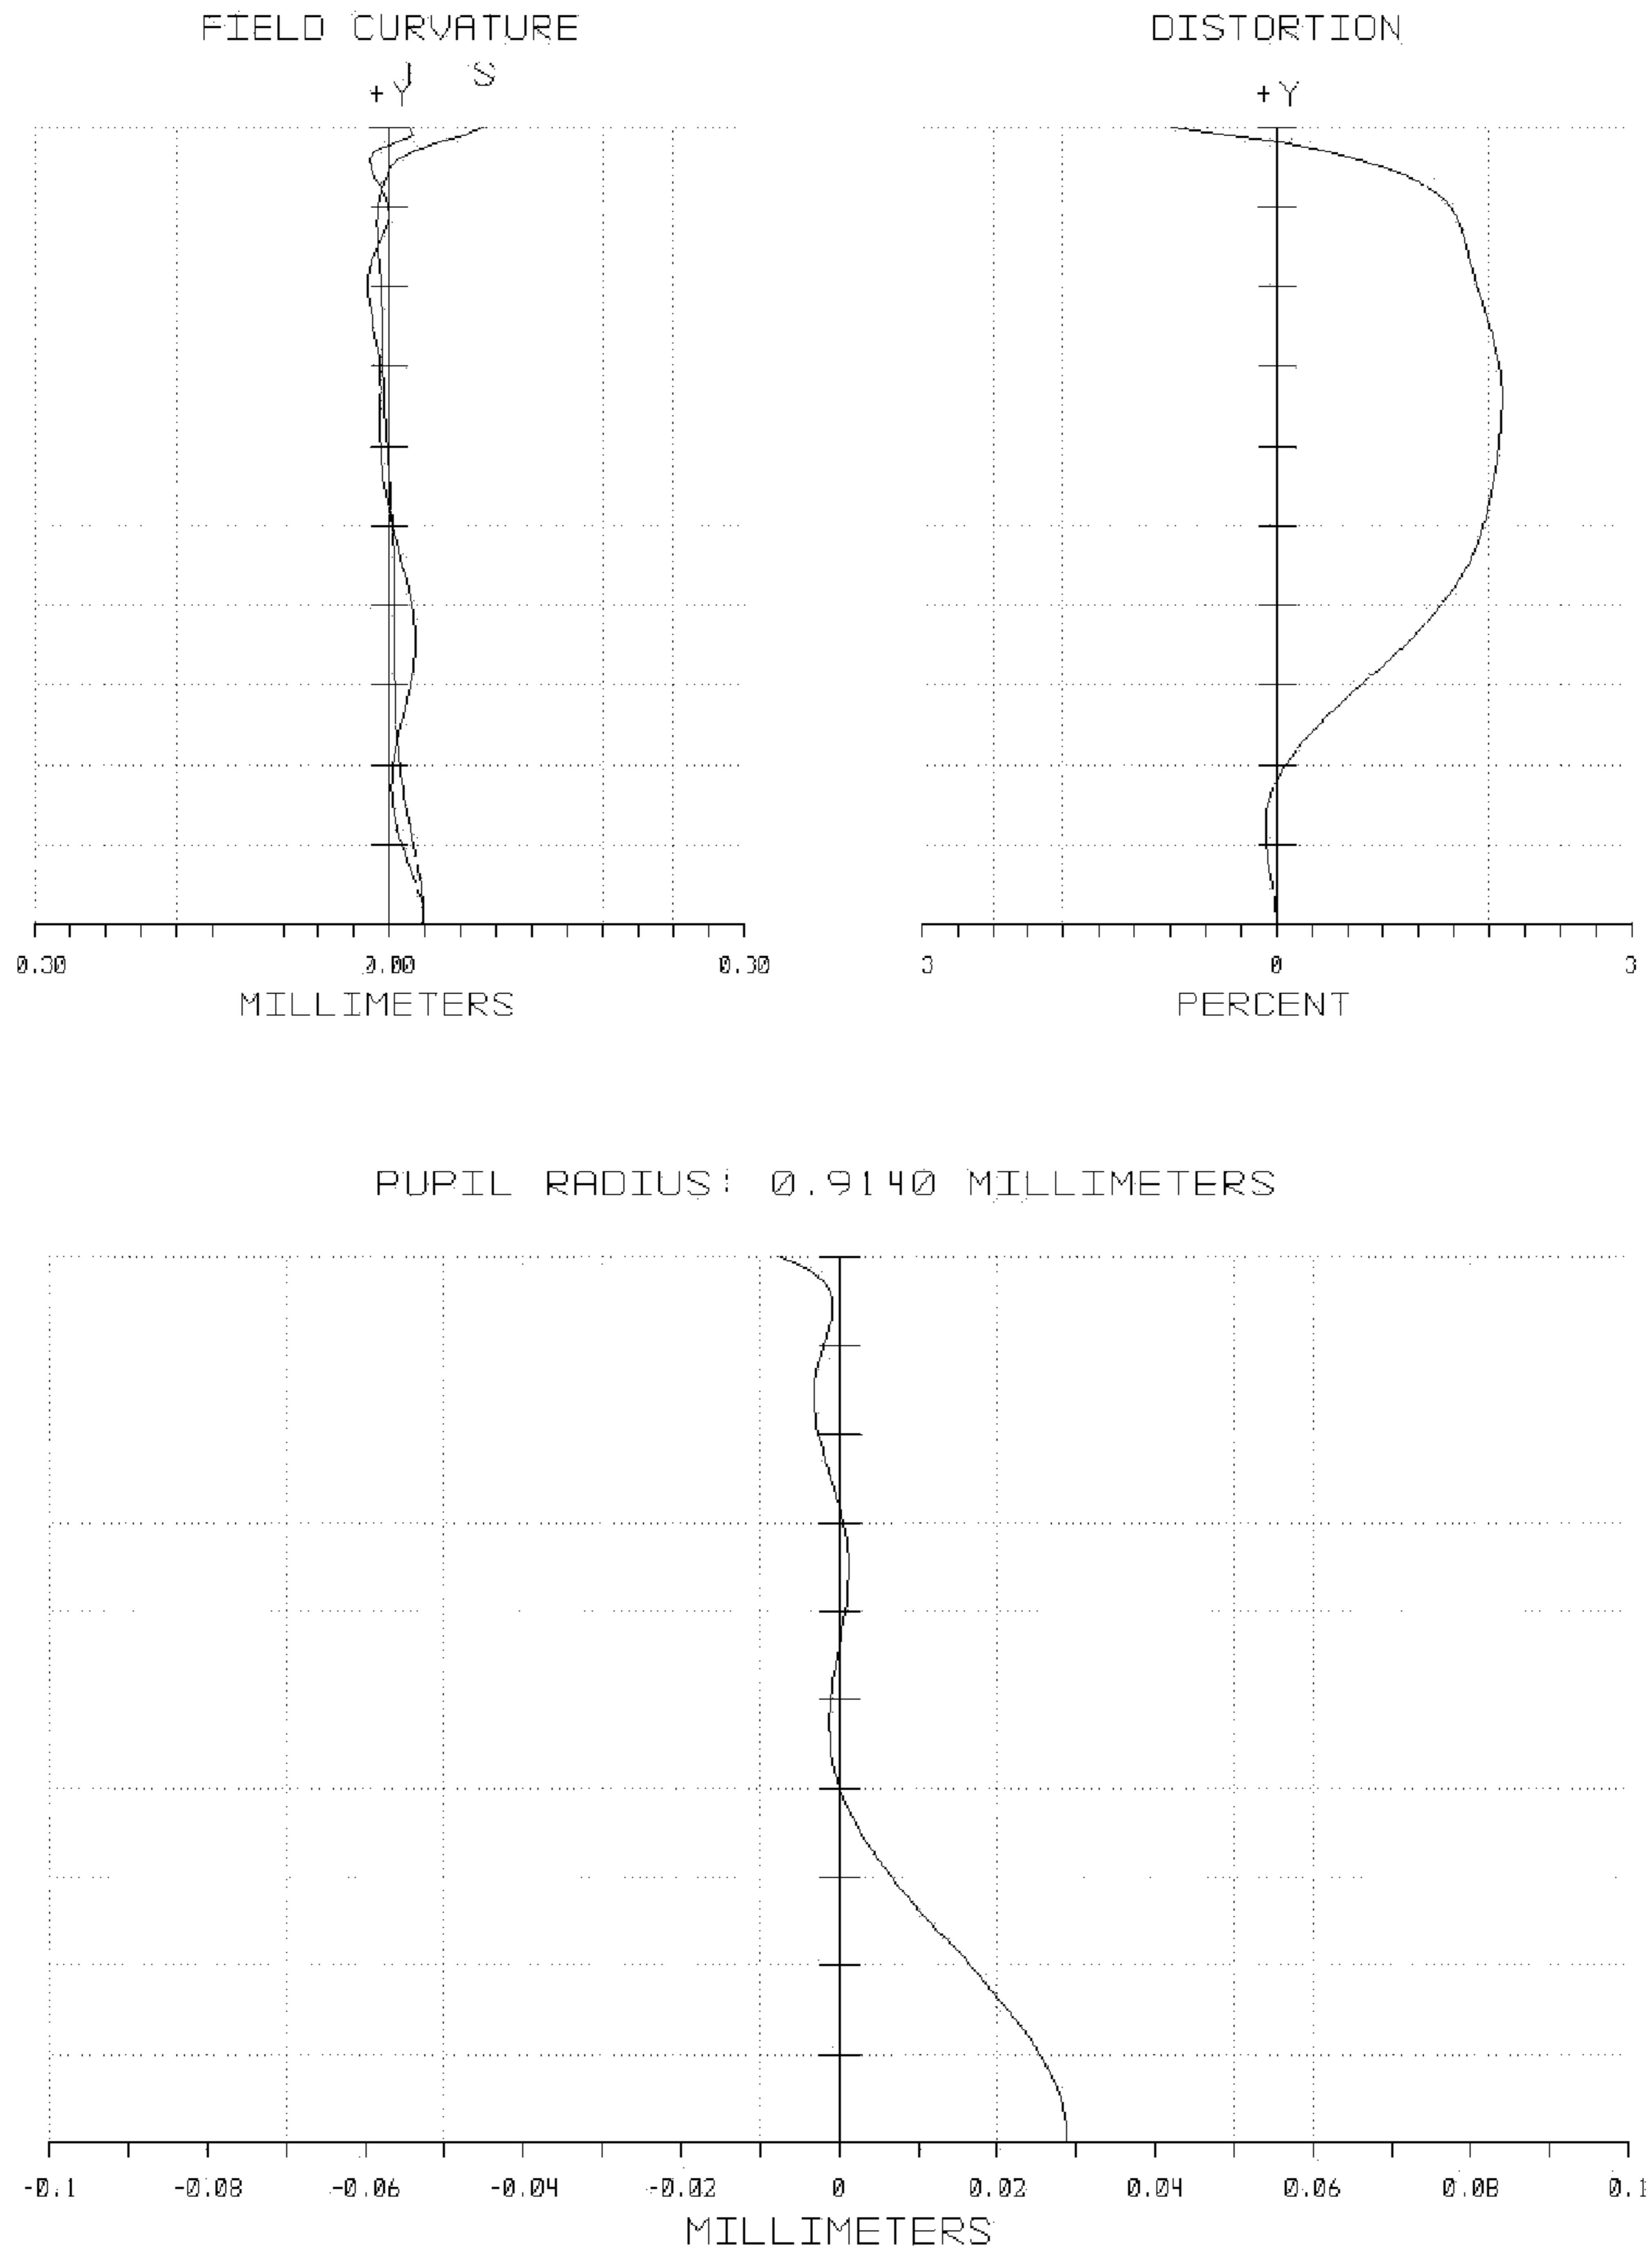 FIELD CURVATURE
S
+Y
0.30 0.00 0.30
MILLIMETERS
DISTORTION
+Y
3 0 3
PERCENT
PUPIL RADIUS: 0.9140 MILLIMETERS
-0.1 -0.08 -0.06 -0.04 -0.02 0 0.02 0.04 0.06 0.08 0.1
MILLIMETERS